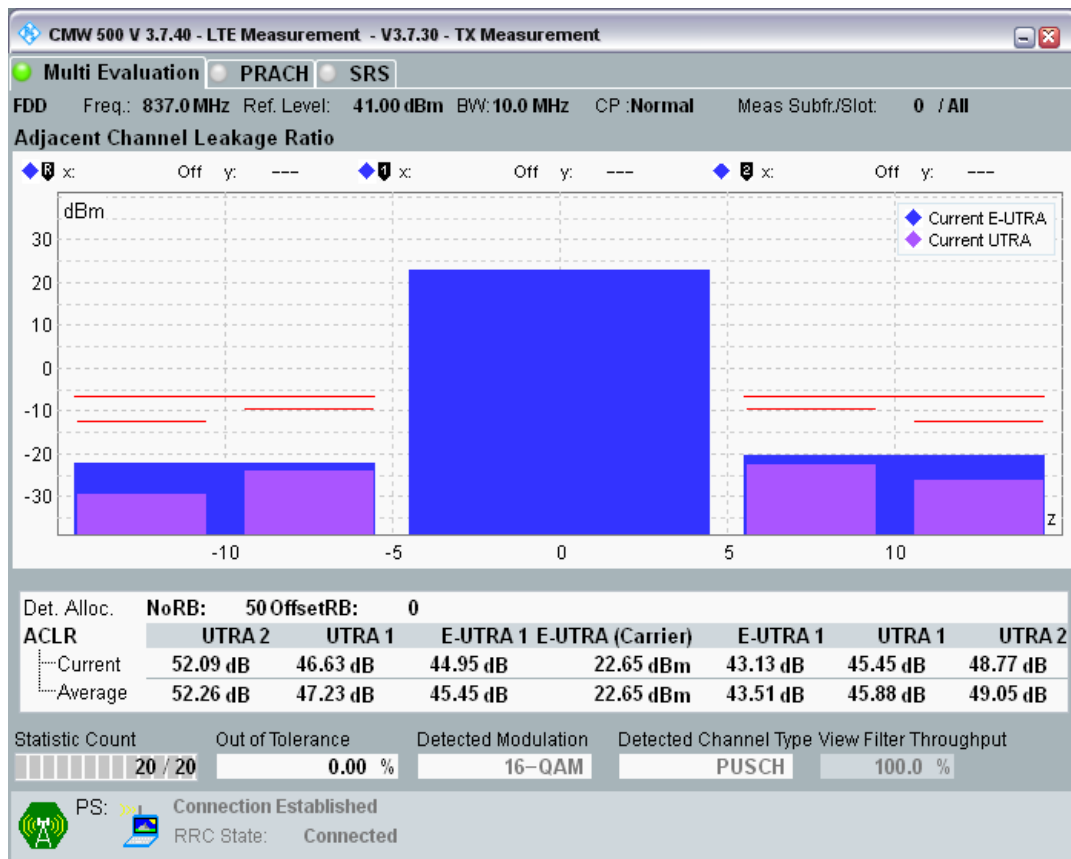 CMW 500 V 3.7.40 - LTE Measurement - V3.7.30 - TX Measurement
Multi Evaluation PRACH SRS
FDD Freq.: 837.0 MHz Ref. Level: 41.00 dBm BW: 10.0 MHz CP :Normal Meas Subfr./Slot: 0 / All
Adjacent Channel Leakage Ratio
R x: Off y: --- 1 x: Off y: --- 2 x: Off y: ---
dBm
Current E-UTRA
Current UTRA
30
20
10
0
-10
-20
-30
z
-10 -5 0 5 10
Det. Alloc. NoRB: 50 OffsetRB: 0
ACLR UTRA 2 UTRA 1 E-UTRA 1 E-UTRA (Carrier) E-UTRA 1 UTRA 1 UTRA 2
Current 52.09 dB 46.63 dB 44.95 dB 22.65 dBm 43.13 dB 45.45 dB 48.77 dB
Average 52.26 dB 47.23 dB 45.45 dB 22.65 dBm 43.51 dB 45.88 dB 49.05 dB
Statistic Count Out of Tolerance Detected Modulation Detected Channel Type View Filter Throughput
20 / 20 0.00 % 16-QAM PUSCH 100.0 %
PS: Connection Established
RRC State: Connected